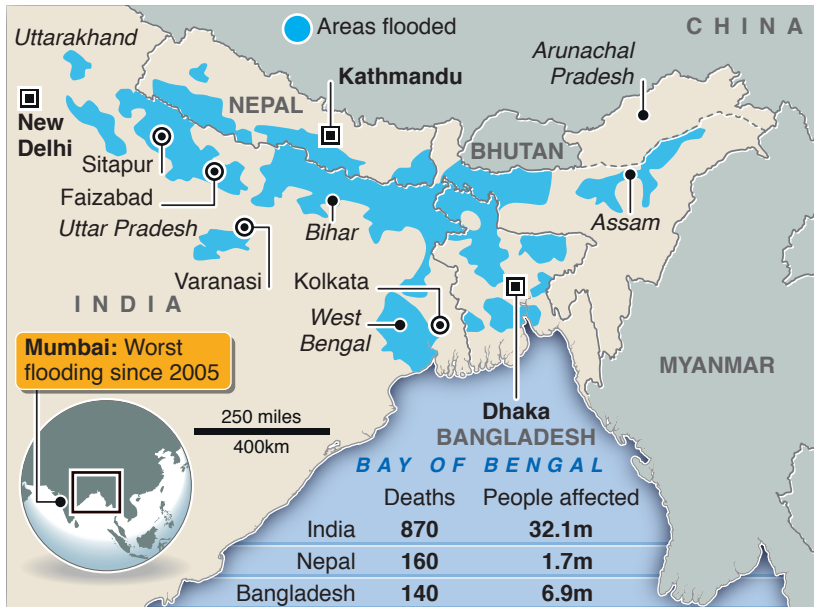 Uttarakhand
Areas flooded
C H I N A
Arunachal
Pradesh
Kathmandu
NEPAL
New
Delhi
BHUTAN
Sitapur
Faizabad
Uttar Pradesh
Bihar
Assam
Varanasi
Kolkata
I N D I A
West
Bengal
Mumbai: Worst
flooding since 2005
MYANMAR
250 miles
400km
Dhaka
BANGLADESH
BAY OF BENGAL
Deaths People affected
India 870 32.1m
Nepal 160 1.7m
Bangladesh 140 6.9m